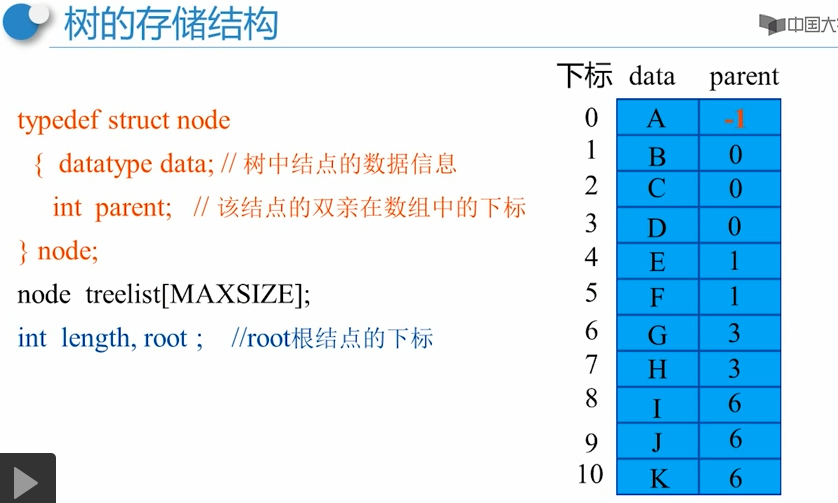 树的存储结构
中国大
typedef struct node
{ datatype data; // 树中结点的数据信息
int parent; // 该结点的双亲在数组中的下标
} node;
node treelist[MAXSIZE];
int length, root ; //root根结点的下标
下标 data parent
0 A -1
1 B 0
2 C 0
3 D 0
4 E 1
5 F 1
6 G 3
7 H 3
8 I 6
9 J 6
10 K 6